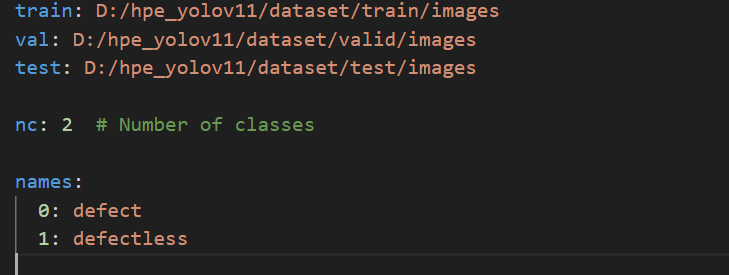 train: D:/hpe_yolov11/dataset/train/images
val: D:/hpe_yolov11/dataset/valid/images
test: D:/hpe_yolov11/dataset/test/images
nc: 2  # Number of classes
names:
  0: defect
  1: defectless